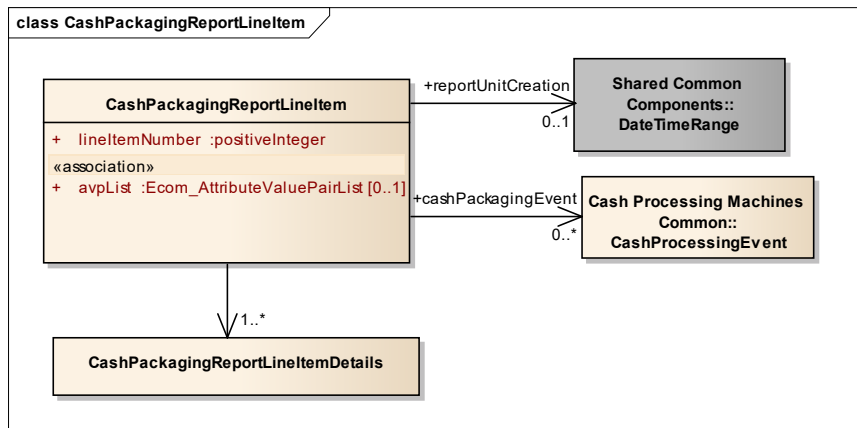 class CashPackagingReportLineItem
CashPackagingReportLineItem
+ lineItemNumber :positiveInteger
«association»
+ avpList :Ecom_AttributeValuePairList [0..1]
+reportUnitCreation
0..1
Shared Common
Components::
DateTimeRange
+cashPackagingEvent
0..*
Cash Processing Machines
Common::
CashProcessingEvent
1..*
CashPackagingReportLineItemDetails